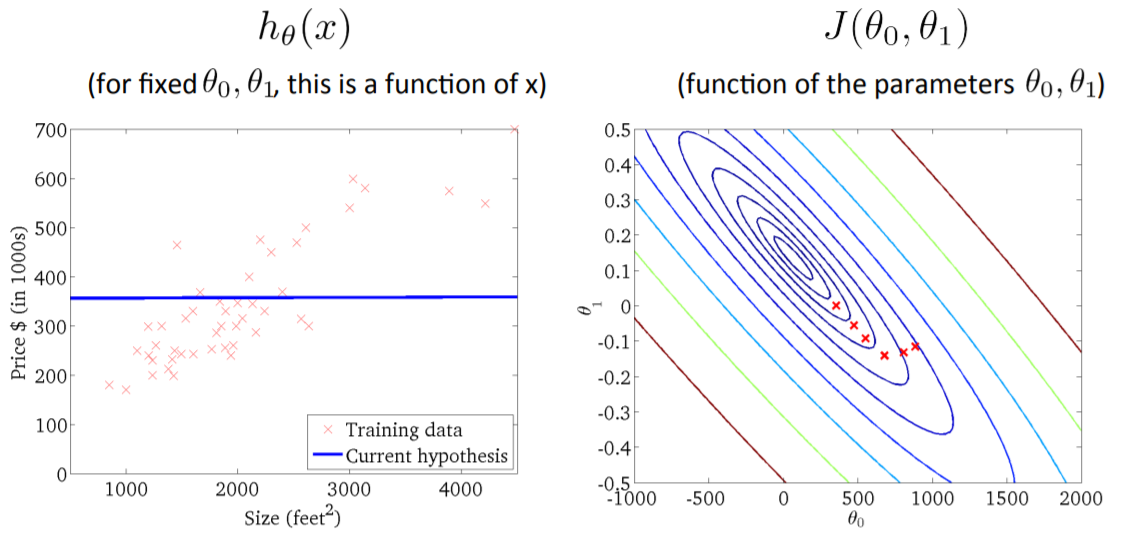 h_θ(x)
(for fixed θ₀, θ₁, this is a function of x)
700
600
500
400
300
200
100
0
Price $ (in 1000s)
1000 2000 3000 4000
Size (feet²)
Training data
Current hypothesis
J(θ₀, θ₁)
(function of the parameters θ₀, θ₁)
0.5
0.4
0.3
0.2
0.1
0
-0.1
-0.2
-0.3
-0.4
-0.5
θ₁
-1000 -500 0 500 1000 1500 2000
θ₀